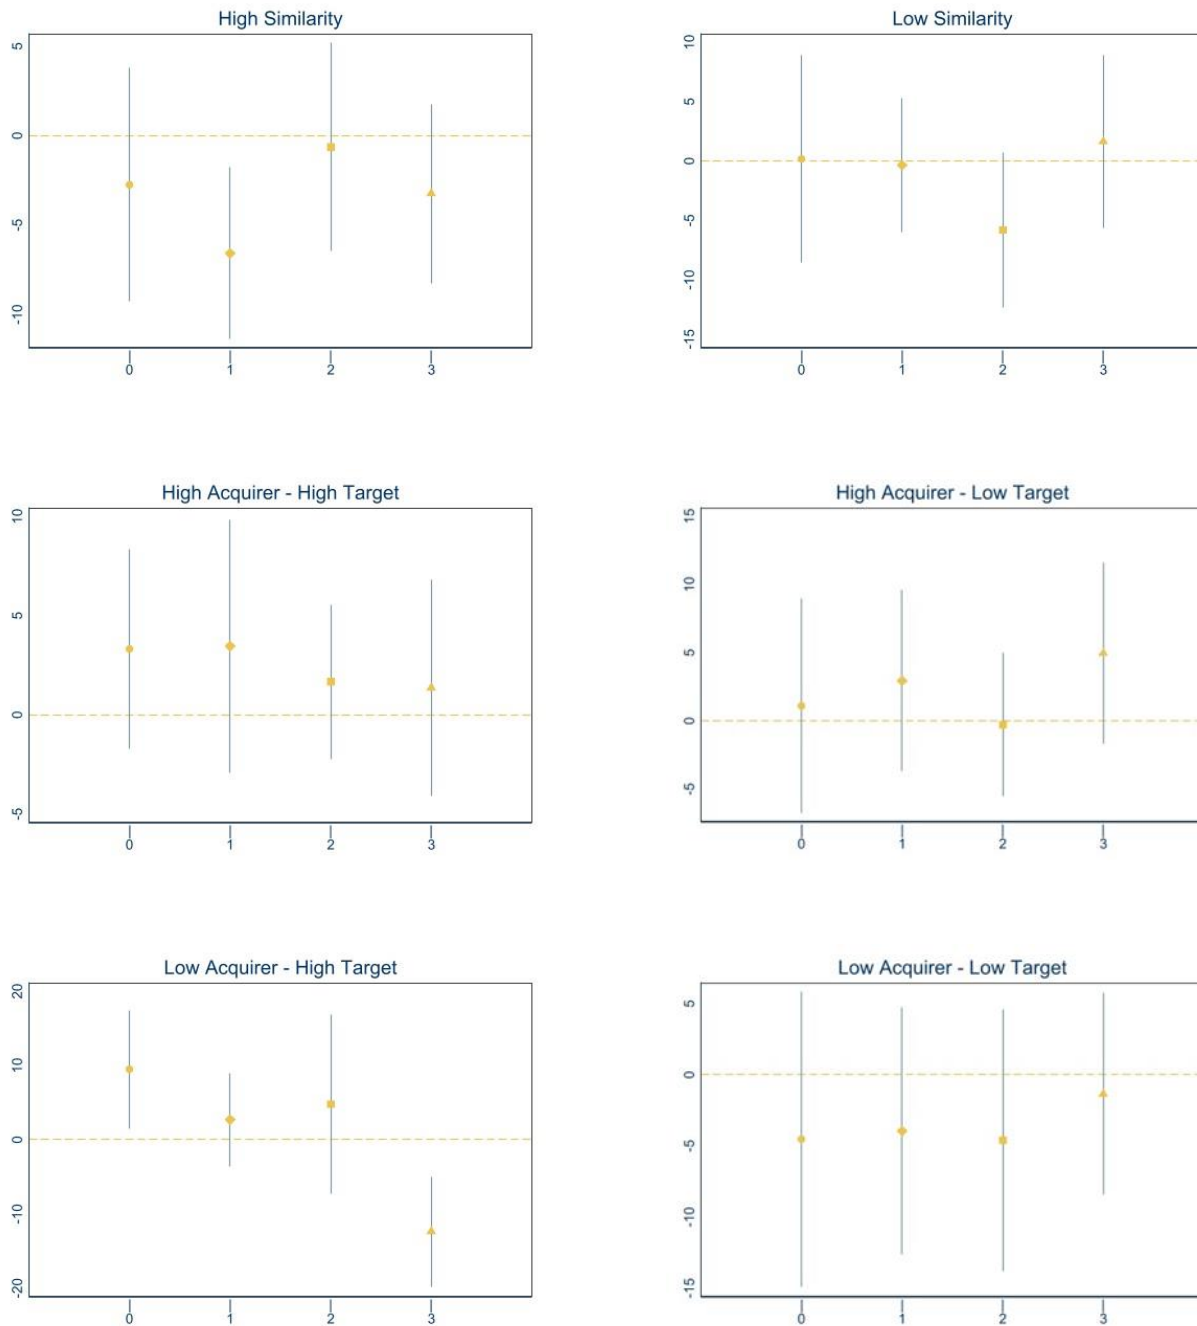 High Similarity
5
0
-5
-10
0 1 2 3
Low Similarity
10
5
0
-5
-10
-15
0 1 2 3
High Acquirer - High Target
10
5
0
-5
0 1 2 3
High Acquirer - Low Target
15
10
5
0
-5
0 1 2 3
Low Acquirer - High Target
20
10
0
-10
-20
0 1 2 3
Low Acquirer - Low Target
5
0
-5
-10
-15
0 1 2 3